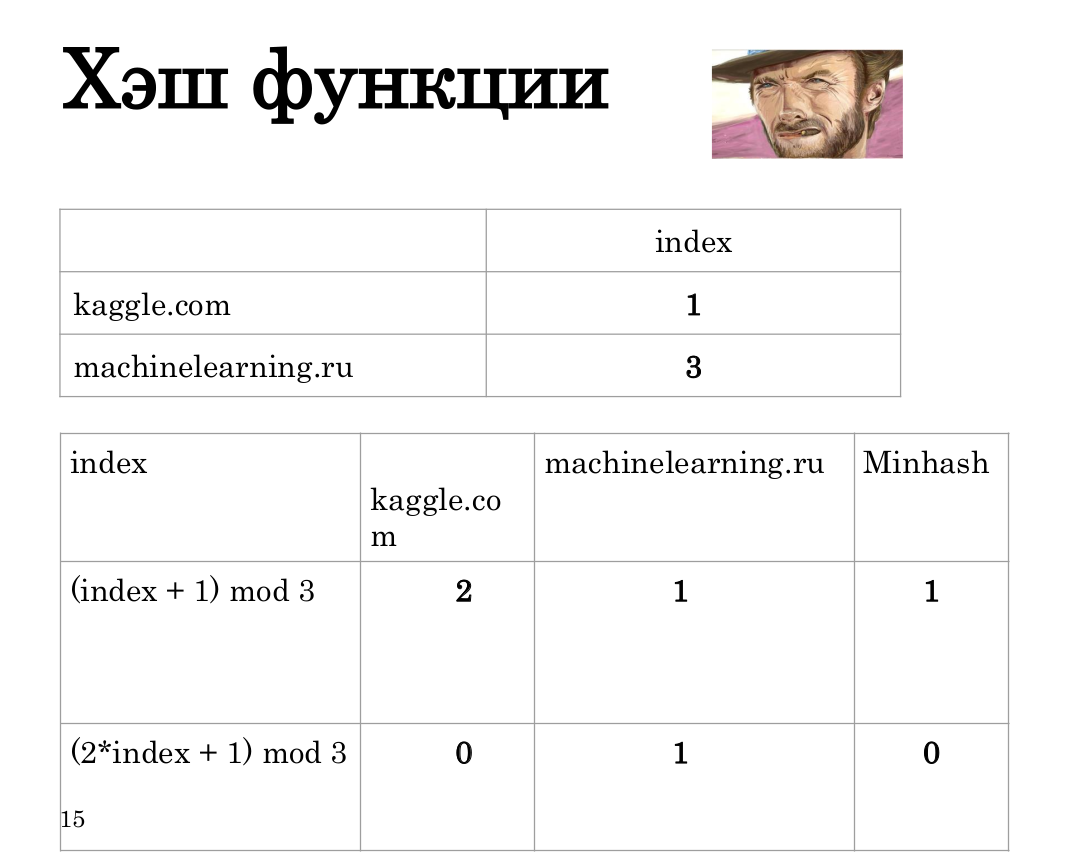 Хэш функции
index
kaggle.com 1
machinelearning.ru 3
index kaggle.co
m machinelearning.ru Minhash
(index + 1) mod 3 2 1 1
(2*index + 1) mod 3 0 1 0
15